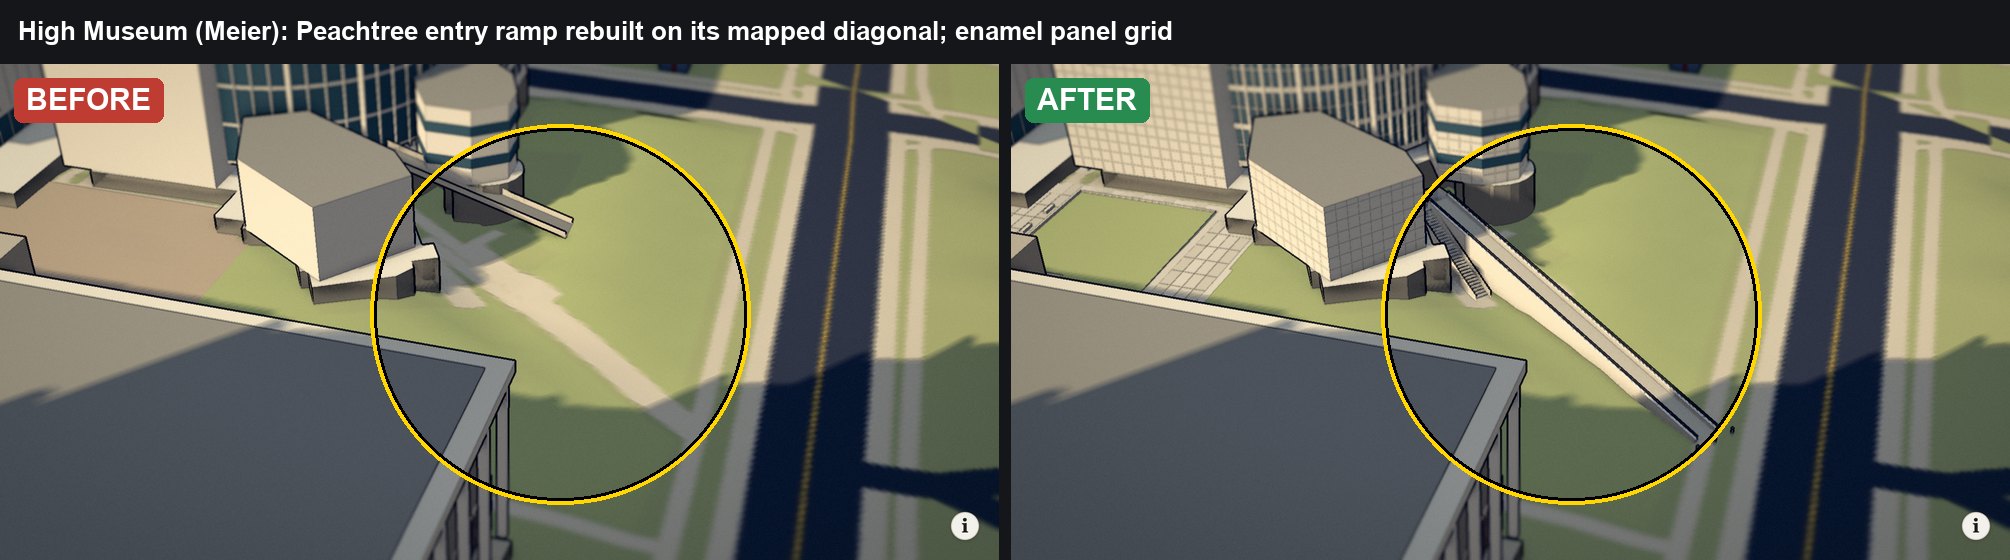 High Museum (Meier): Peachtree entry ramp rebuilt on its mapped diagonal; enamel panel grid
BEFORE
AFTER
i
i